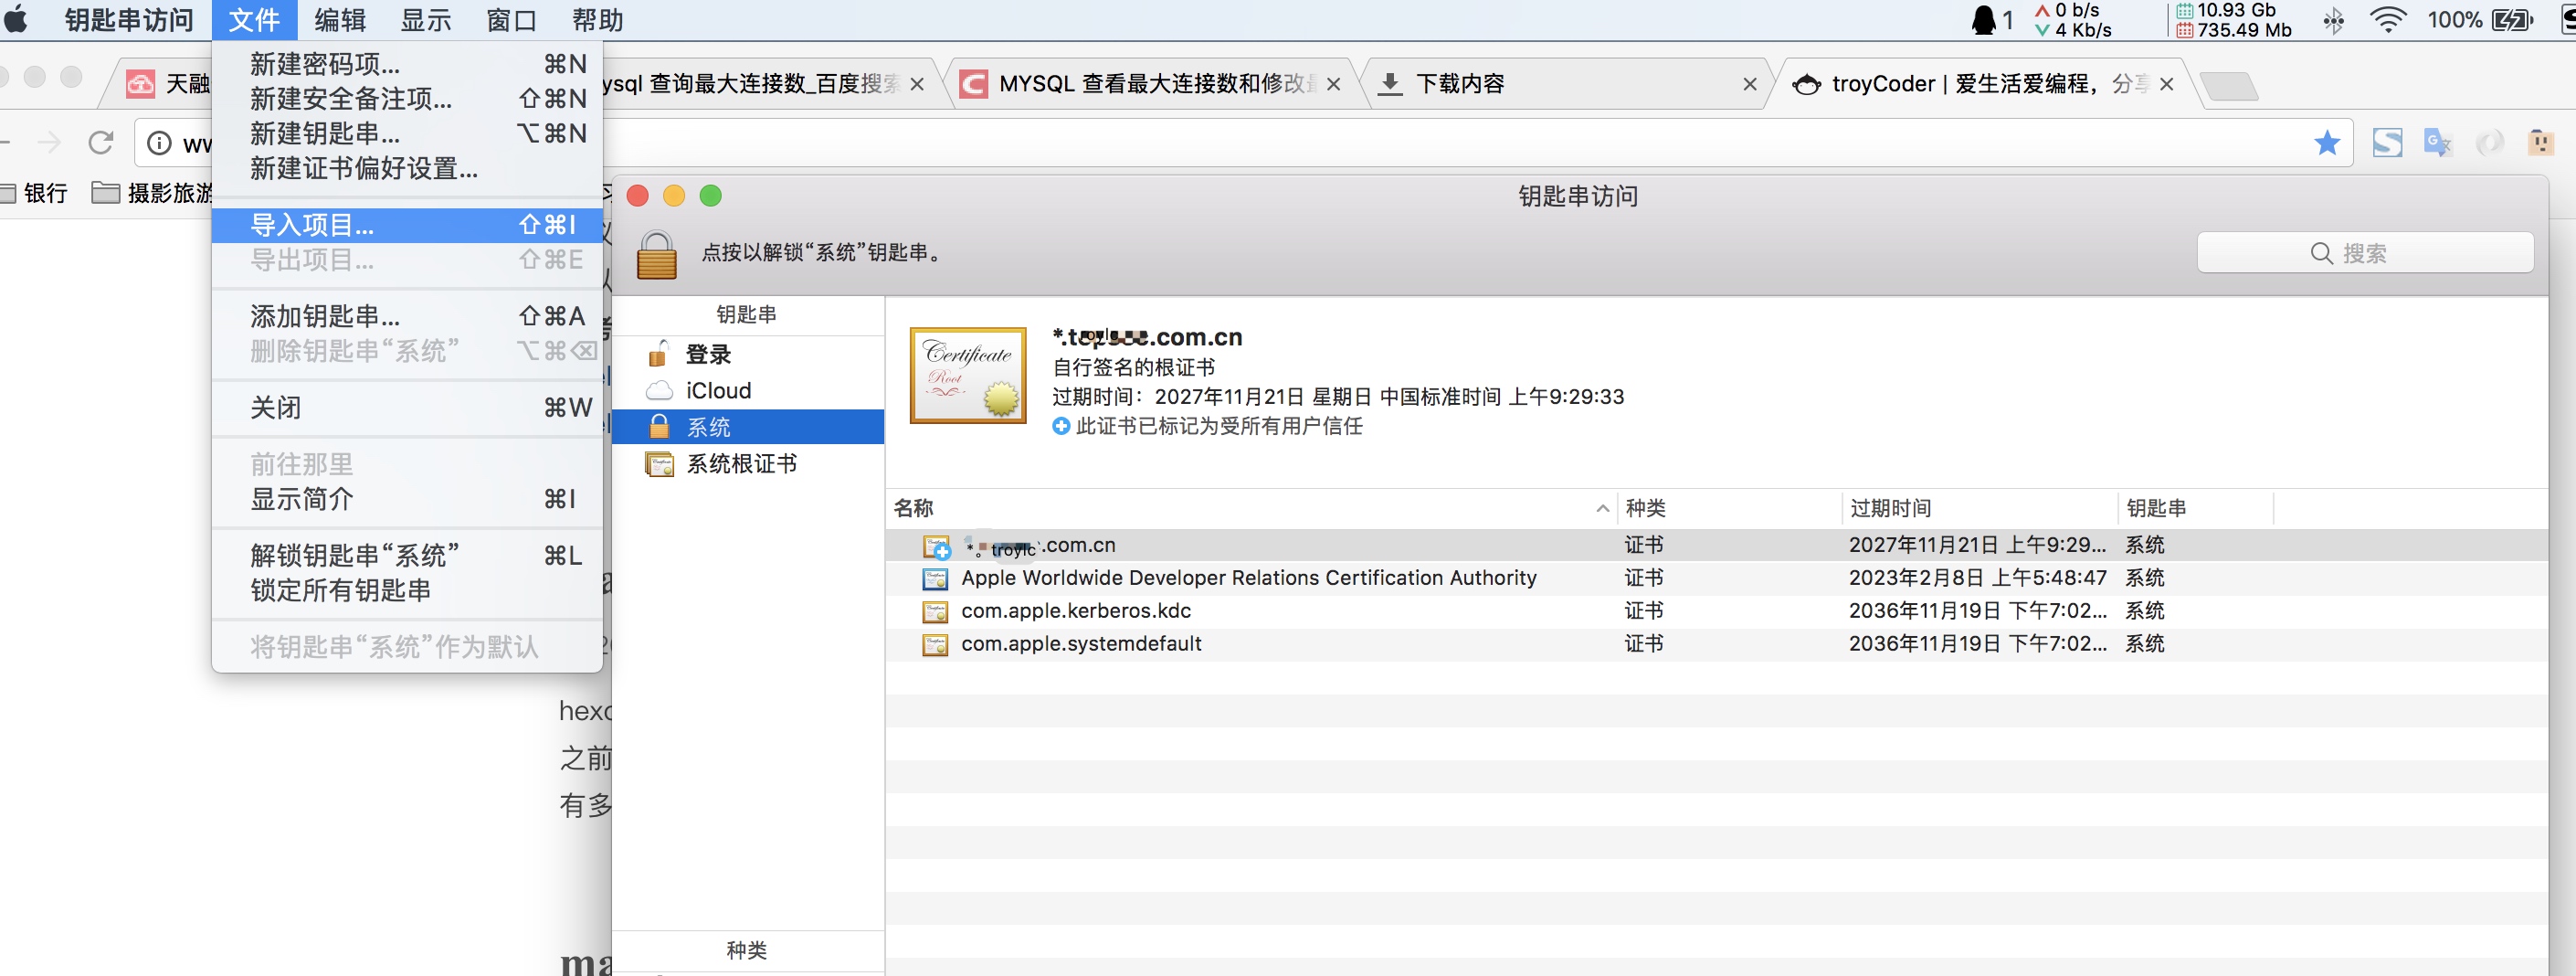 钥匙串访问 文件 编辑 显示 窗口 帮助 1 0 b/s 4 Kb/s 10.93 Gb 735.49 Mb 100%
天融 ysql 查询最大连接数_百度搜索 MYSQL 查看最大连接数和修改最 下载内容 troyCoder | 爱生活爱编程，分享
银行 摄影旅游
新建密码项... ⌘N
新建安全备注项... ⇧⌘N
新建钥匙串... ⌥⌘N
新建证书偏好设置...
导入项目... ⇧⌘I
导出项目... ⇧⌘E
添加钥匙串... ⇧⌘A
删除钥匙串“系统” ⌥⌘⌫
关闭 ⌘W
前往那里
显示简介 ⌘I
解锁钥匙串“系统” ⌘L
锁定所有钥匙串
将钥匙串“系统”作为默认
之前
有多
钥匙串访问
点按以解锁“系统”钥匙串。
搜索
钥匙串
登录
iCloud
系统
系统根证书
种类
Certificate
Root
.com.cn
自行签名的根证书
过期时间：2027年11月21日 星期日 中国标准时间 上午9:29:33
此证书已标记为受所有用户信任
名称 种类 过期时间 钥匙串
*。troylc .com.cn 证书 2027年11月21日 上午9:29... 系统
Apple Worldwide Developer Relations Certification Authority 证书 2023年2月8日 上午5:48:47 系统
com.apple.kerberos.kdc 证书 2036年11月19日 下午7:02... 系统
com.apple.systemdefault 证书 2036年11月19日 下午7:02... 系统